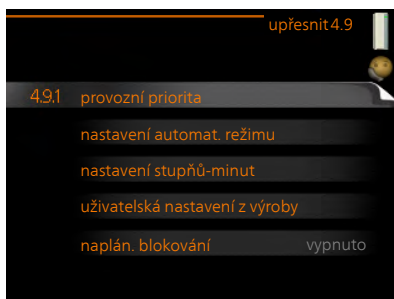 upřesnit 4.9
4.9.1 provozní priorita
nastavení automat. režimu
nastavení stupňů-minut
uživatelská nastavení z výroby
naplán. blokování vypnuto